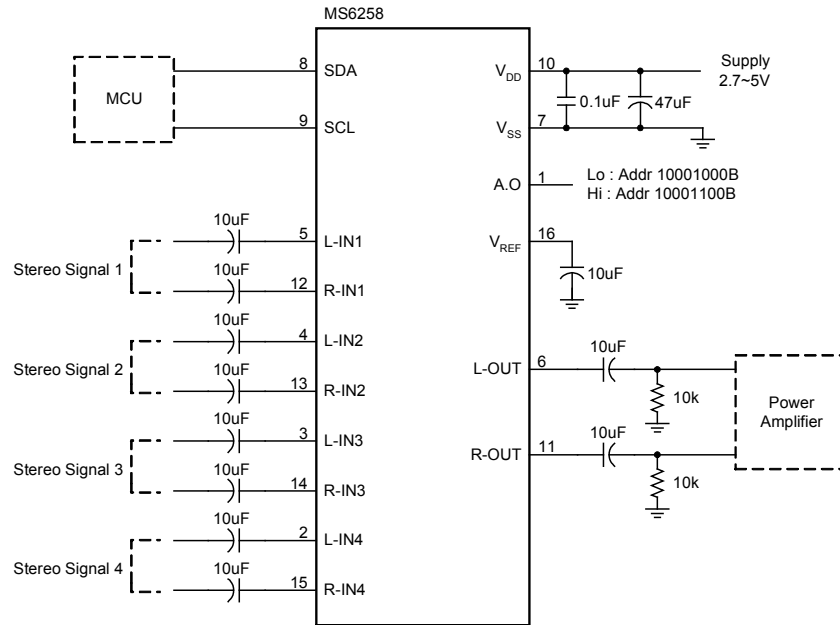 MS6258
MCU
8
SDA
9
SCL
V_DD
10
Supply
2.7~5V
0.1uF
47uF
V_SS
7
A.O
1
Lo : Addr 10001000B
Hi : Addr 10001100B
V_REF
16
10uF
Stereo Signal 1
10uF
5
L-IN1
10uF
12
R-IN1
Stereo Signal 2
10uF
4
L-IN2
10uF
13
R-IN2
Stereo Signal 3
10uF
3
L-IN3
10uF
14
R-IN3
Stereo Signal 4
10uF
2
L-IN4
10uF
15
R-IN4
L-OUT
6
10uF
10k
R-OUT
11
10uF
10k
Power
Amplifier